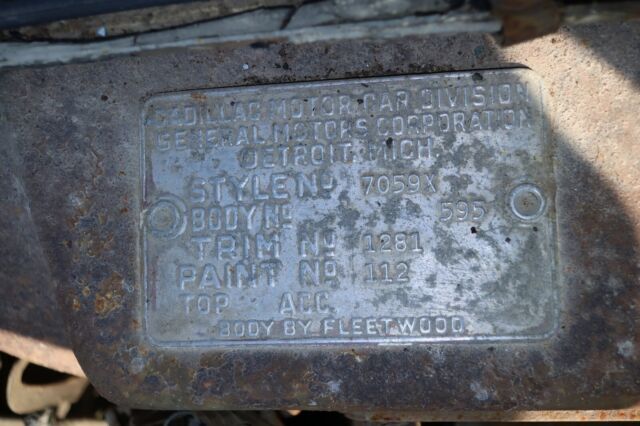 CADILLAC MOTOR CAR DIVISION
GENERAL MOTORS CORPORATION
DETROIT, MICH.
STYLE Nº 7059X
BODY Nº 595
TRIM Nº 1281
PAINT Nº 112
TOP ACC
BODY BY FLEETWOOD